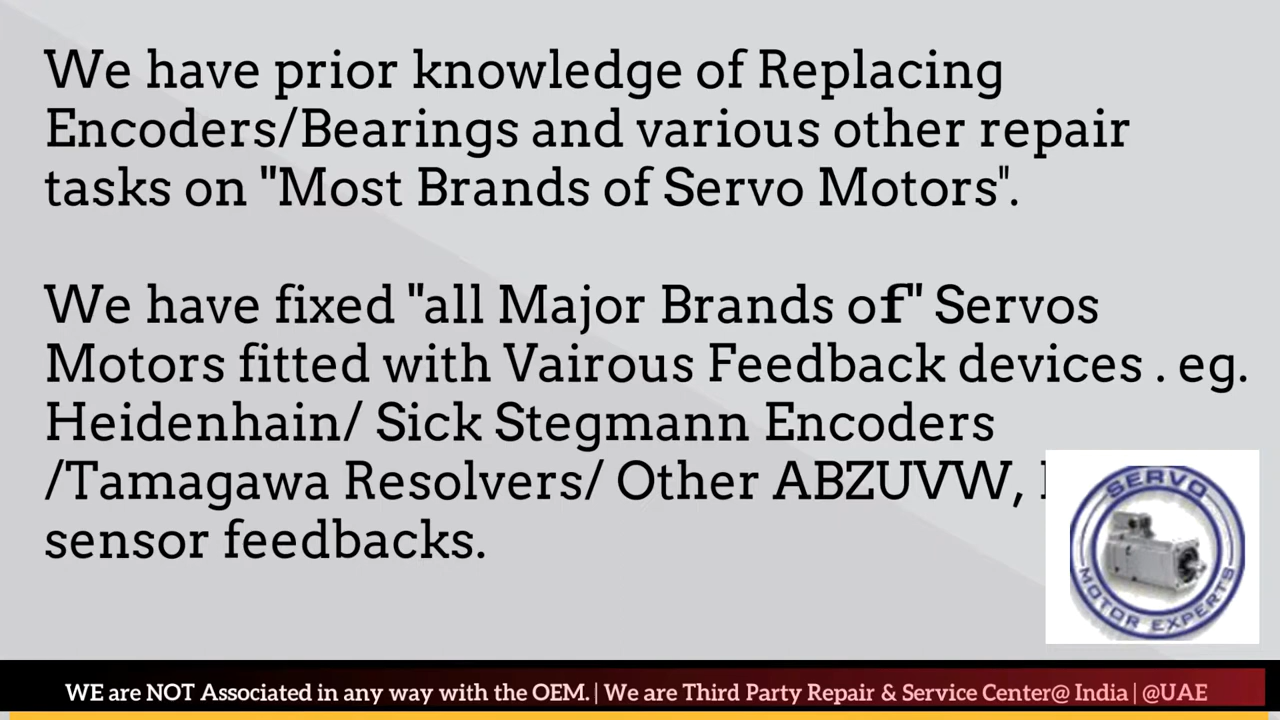 We have prior knowledge of Replacing
Encoders/Bearings and various other repair
tasks on "Most Brands of Servo Motors".
We have fixed "all Major Brands of" Servos
Motors fitted with Vairous Feedback devices . eg.
Heidenhain/ Sick Stegmann Encoders
/Tamagawa Resolvers/ Other ABZUVW,
sensor feedbacks.
SERVO
MOTOR EXPERTS
WE are NOT Associated in any way with the OEM. | We are Third Party Repair & Service Center@ India | @UAE